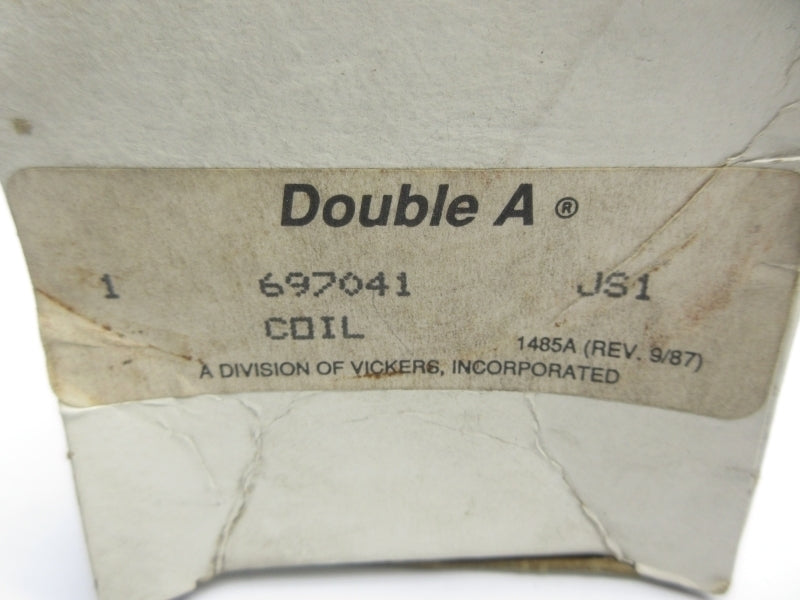 Double A ®
1 697041 JS1
COIL
1485A (REV. 9/87)
A DIVISION OF VICKERS, INCORPORATED